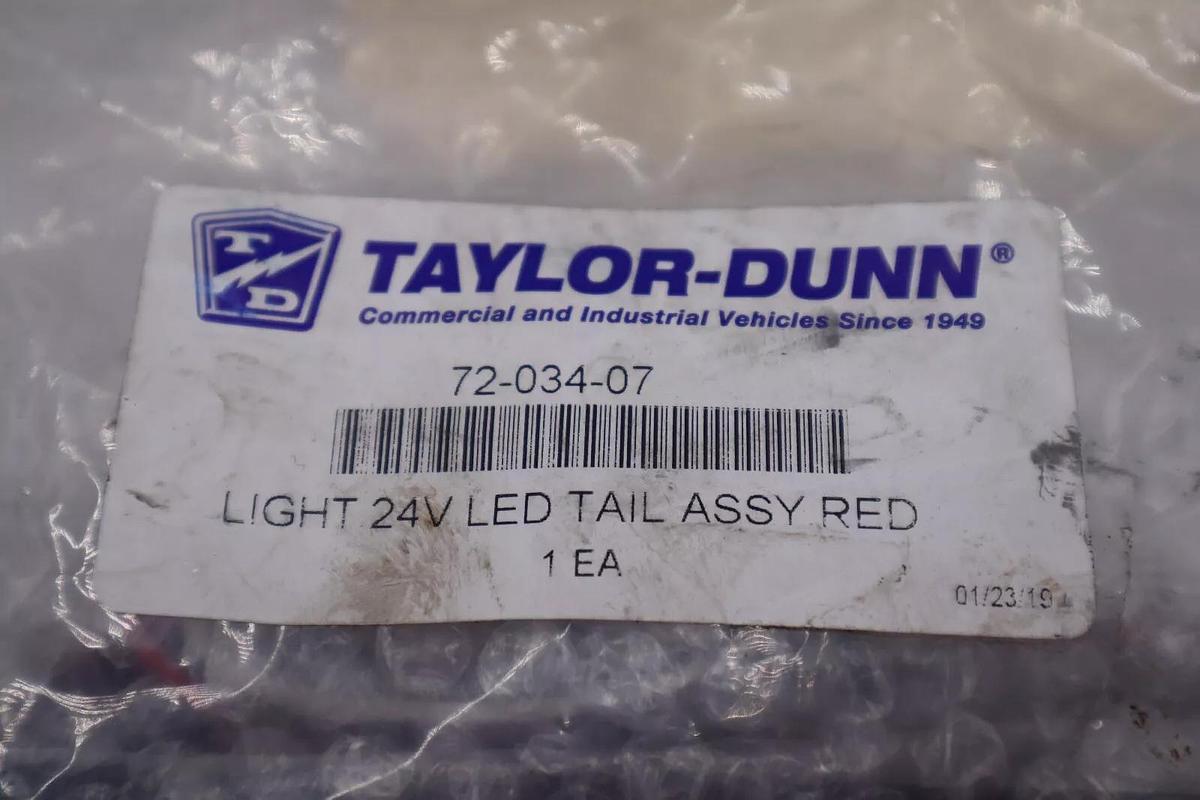 TD
TAYLOR-DUNN®
Commercial and Industrial Vehicles Since 1949
72-034-07
LIGHT 24V LED TAIL ASSY RED
1 EA
01/23/19